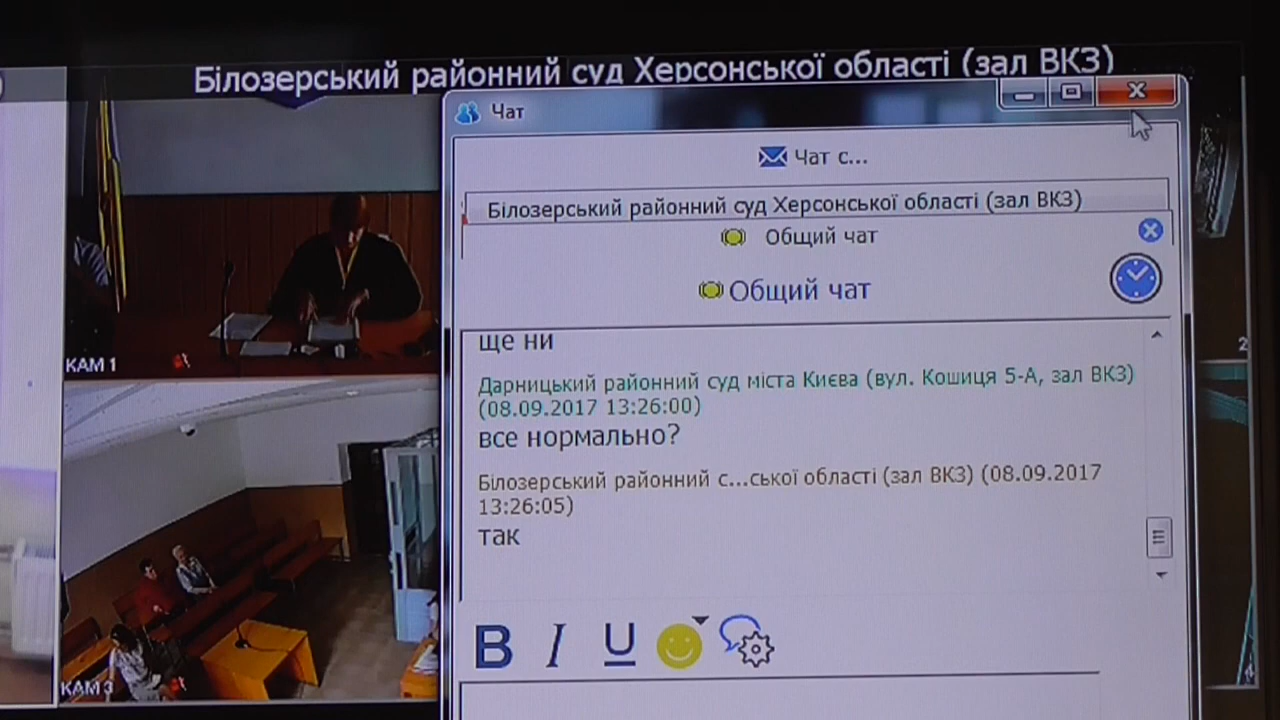 Білозерський районний суд Херсонської області (зал ВКЗ)
Чат
Чат с...
Білозерський районний суд Херсонської області (зал ВКЗ)
Общий чат
Общий чат
ще ни
Дарницький районний суд міста Києва (вул. Кошиця 5-А, зал ВКЗ)
(08.09.2017 13:26:00)
все нормально?
Білозерський районний с...ської області (зал ВКЗ) (08.09.2017
13:26:05)
так
B I U
КАМ 1
КАМ 3
2